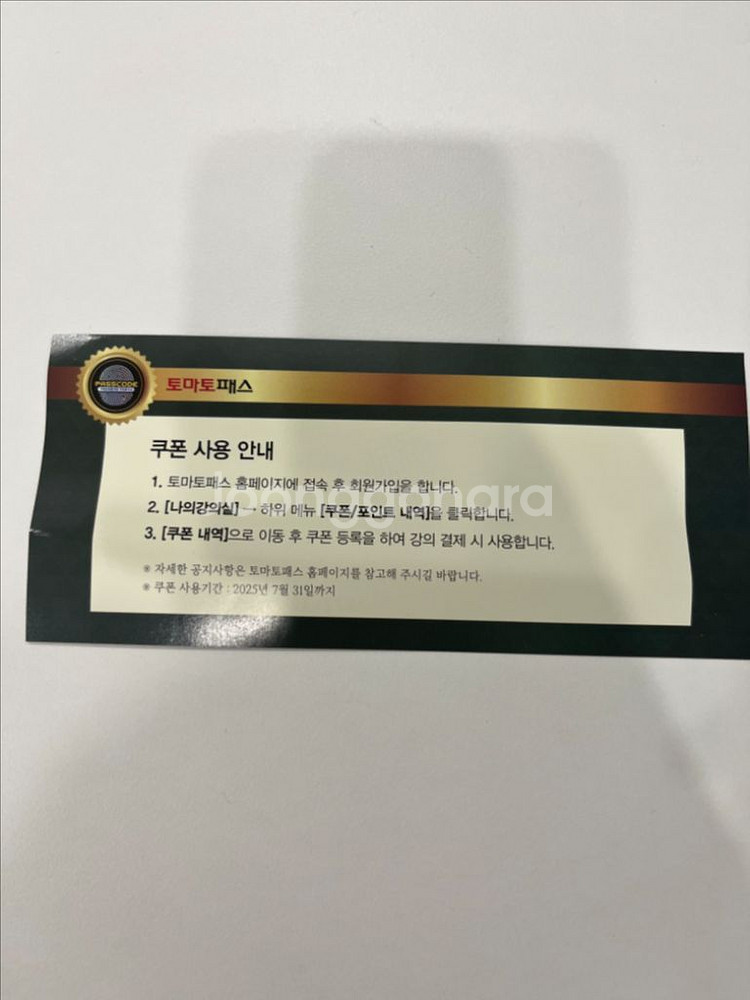 PASSCODE
토마토패스
쿠폰 사용 안내
1. 토마토패스 홈페이지에 접속 후 회원가입을 합니다.
2. [나의강의실] → 하위 메뉴 [쿠폰/포인트 내역]을 클릭합니다.
3. [쿠폰 내역]으로 이동 후 쿠폰 등록을 하여 강의 결제 시 사용합니다.
※ 자세한 공지사항은 토마토패스 홈페이지를 참고해 주시길 바랍니다.
※ 쿠폰 사용기간 : 2025년 7월 31일까지
joonggonara